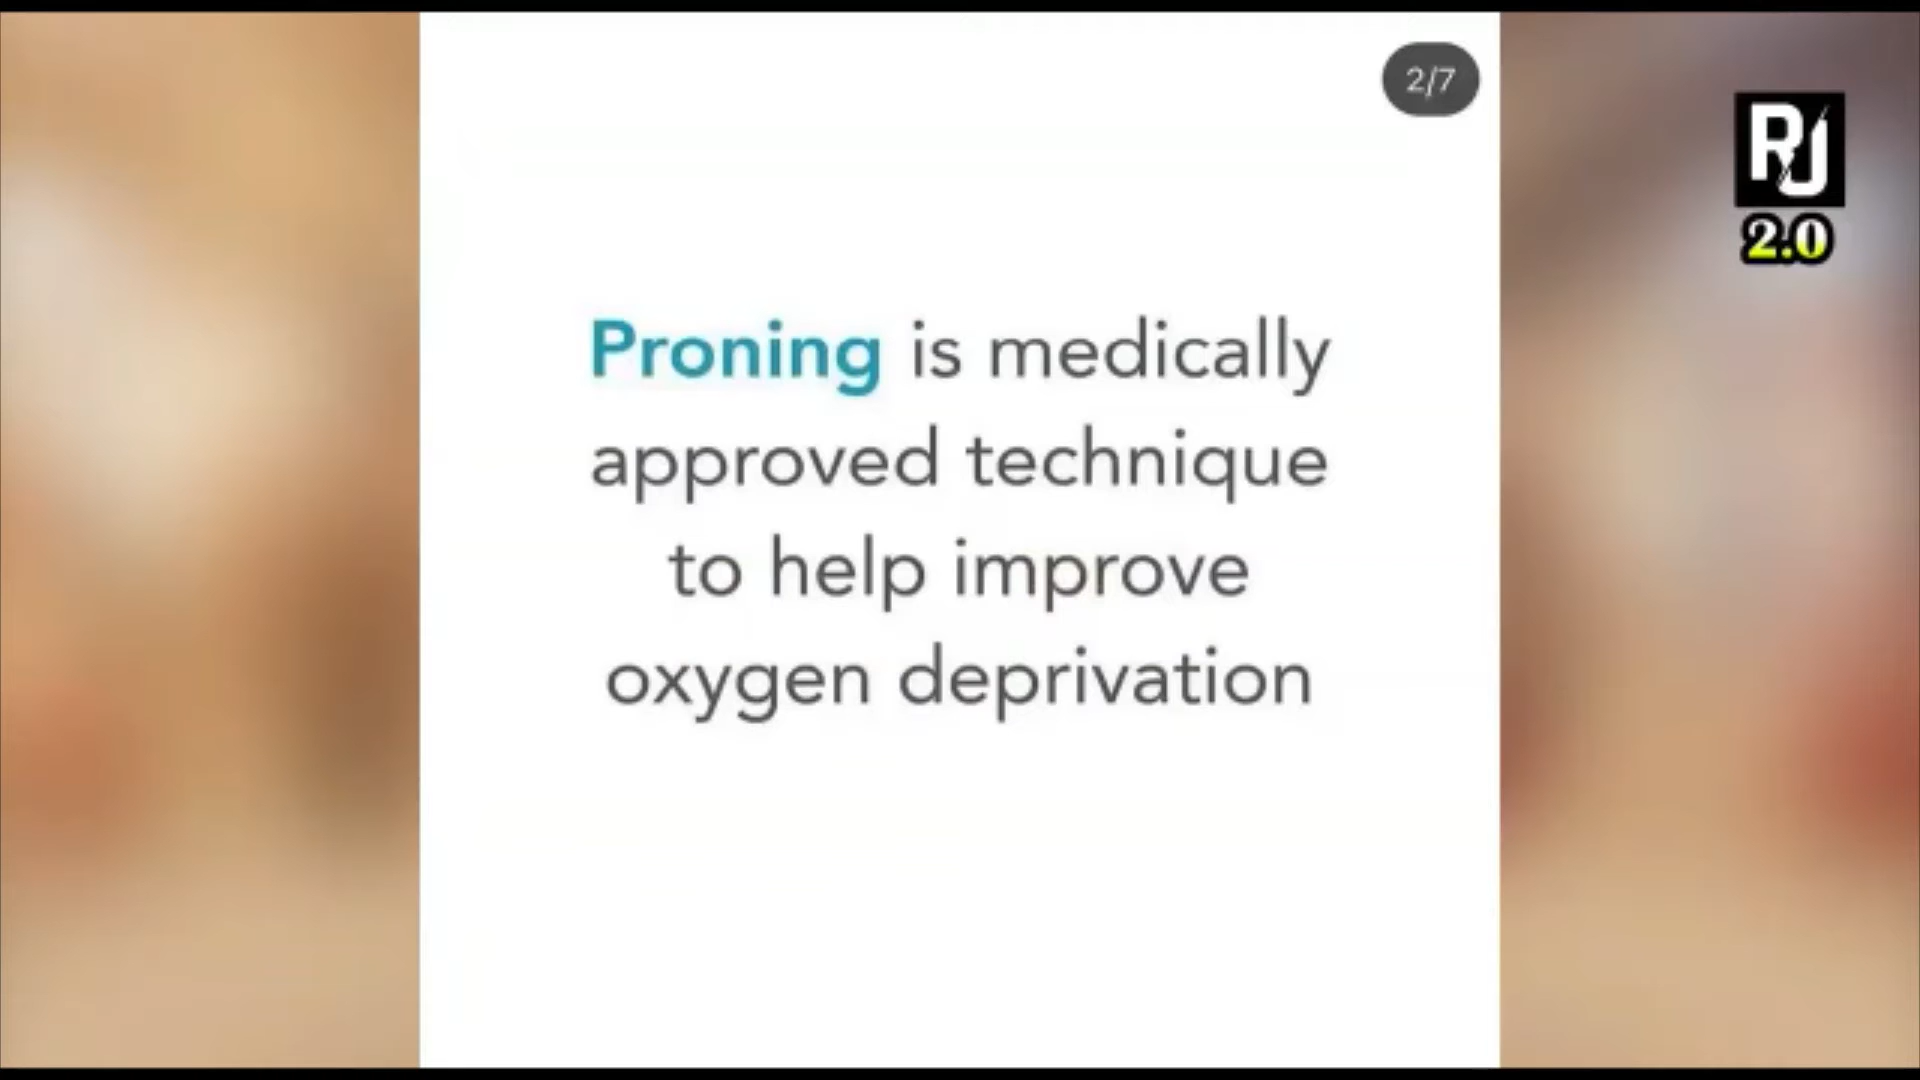 2/7
RJ
2.0
Proning is medically
approved technique
to help improve
oxygen deprivation